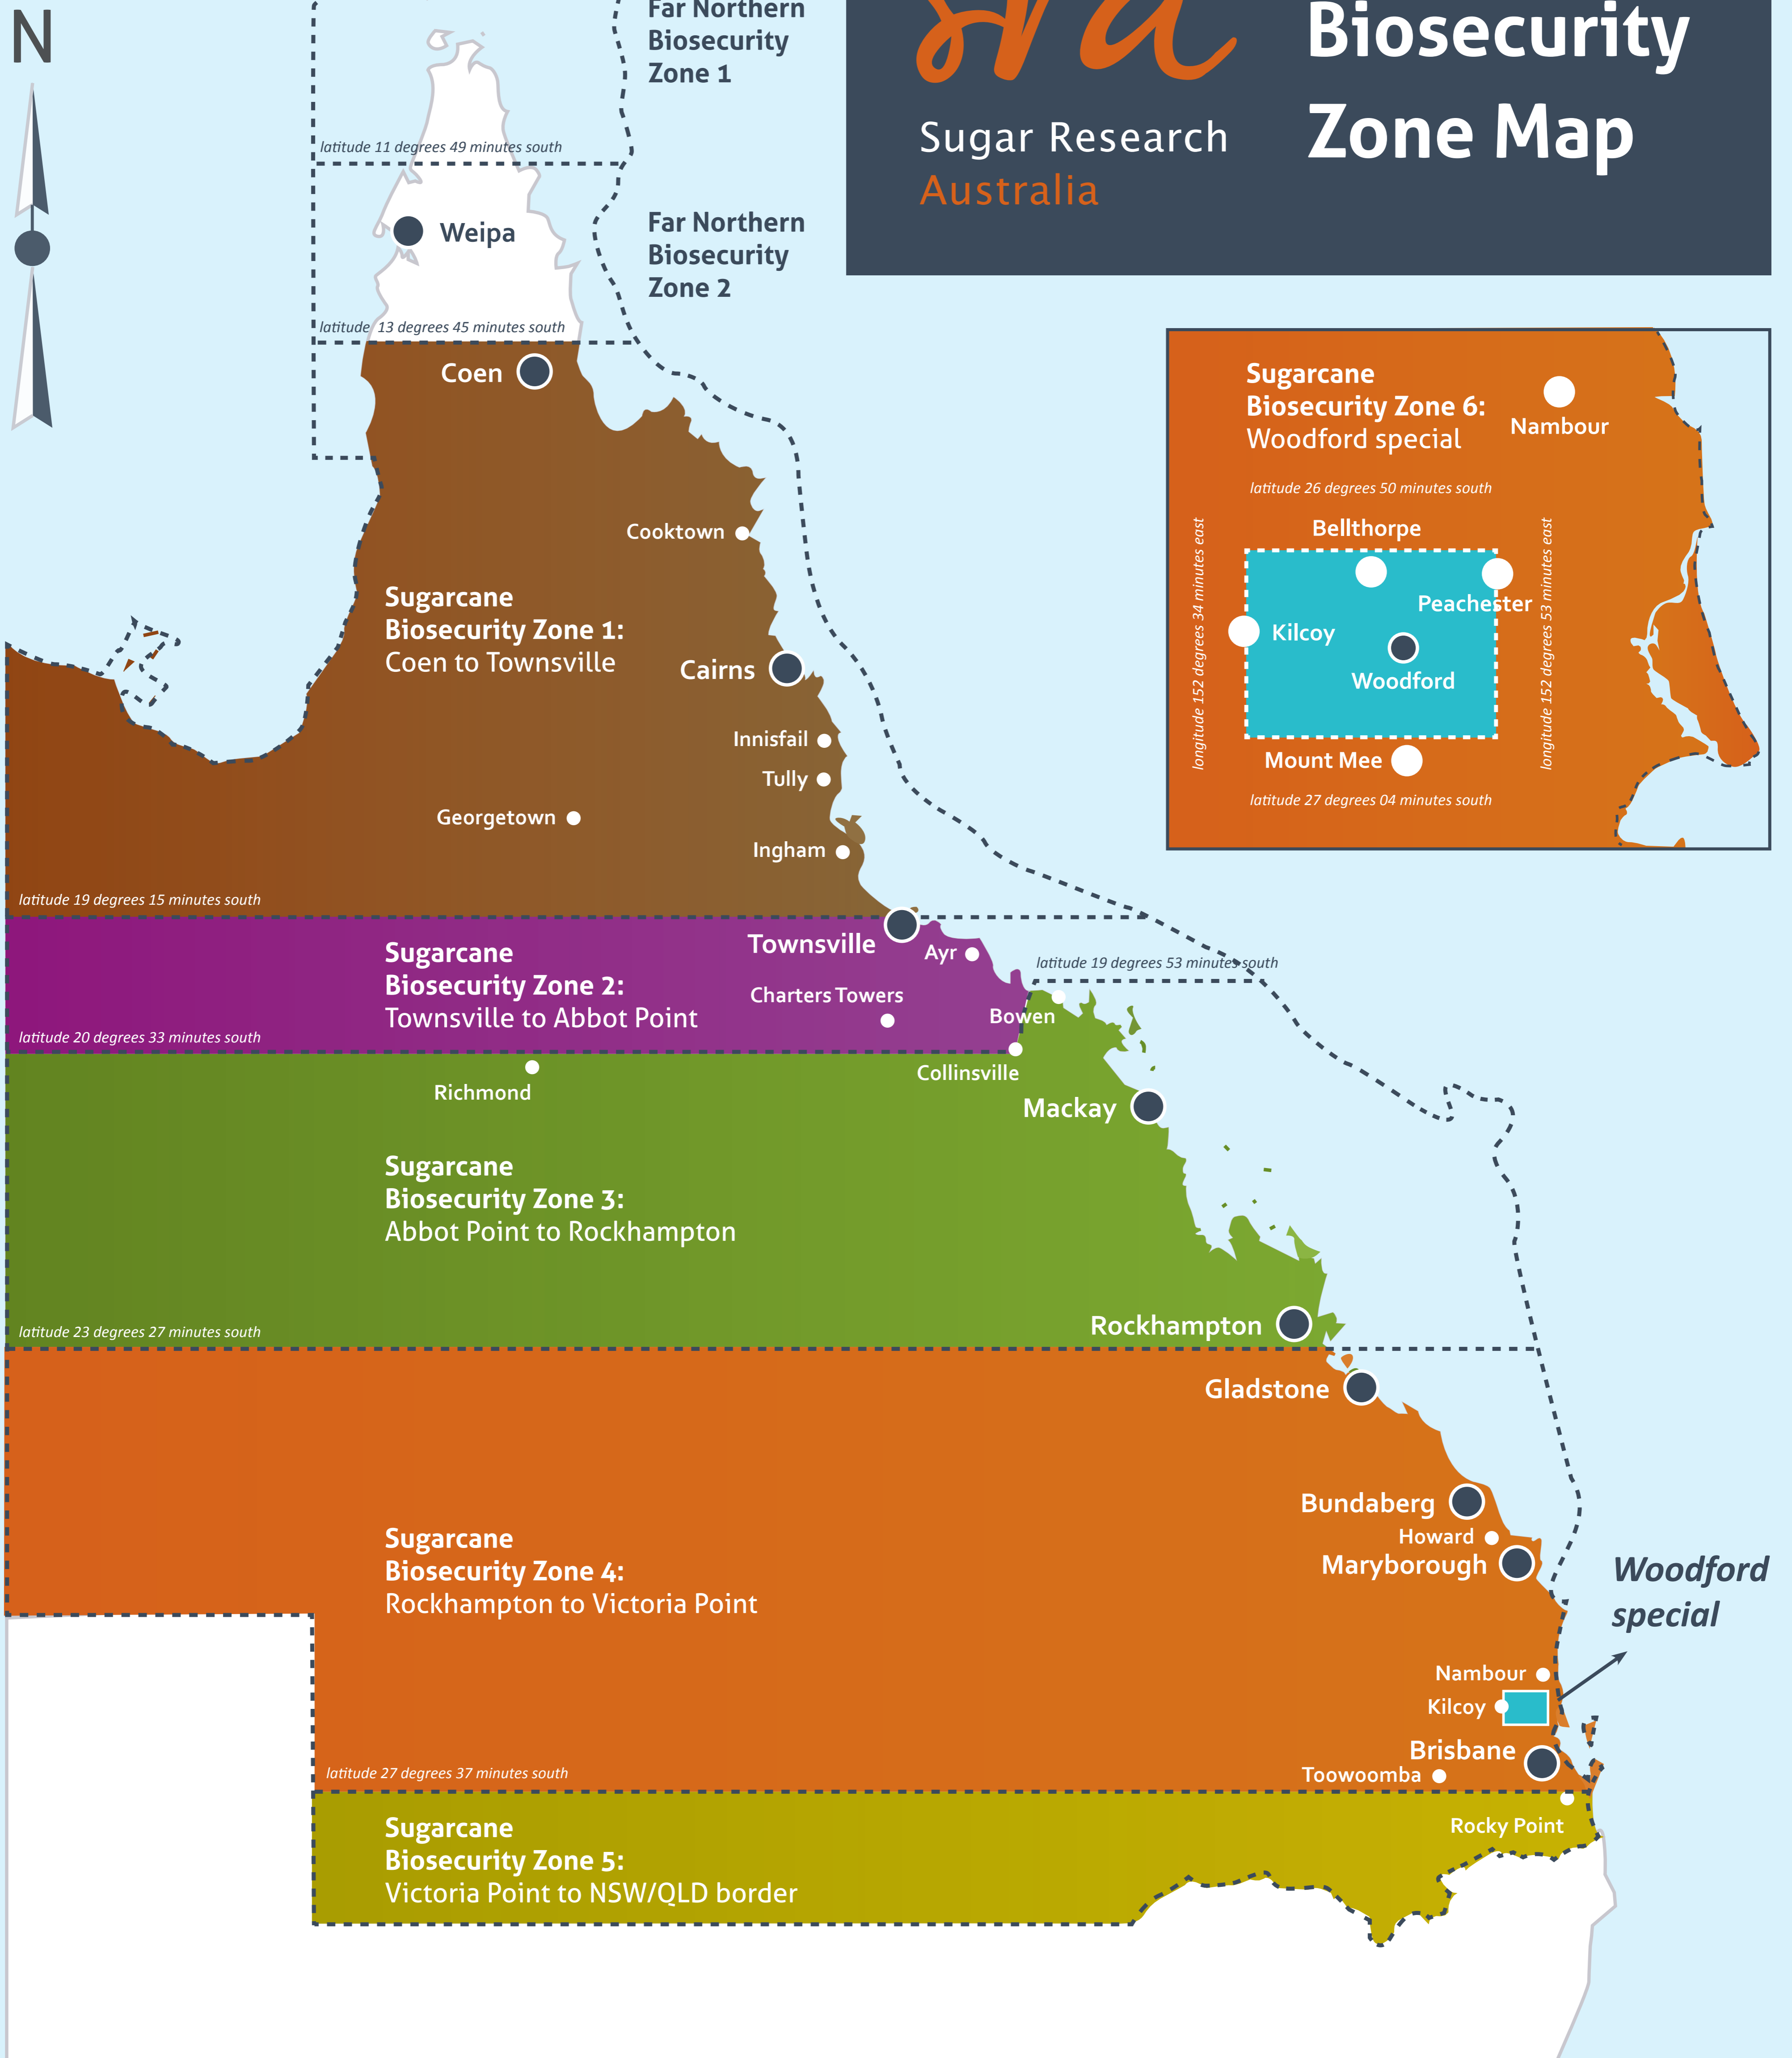 N
Far Northern
Biosecurity
Zone 1
sra
Sugar Research
Australia
Biosecurity
Zone Map
latitude 11 degrees 49 minutes south
Weipa
Far Northern
Biosecurity
Zone 2
latitude 13 degrees 45 minutes south
Coen
Cooktown
Sugarcane
Biosecurity Zone 1:
Coen to Townsville
Cairns
Innisfail
Tully
Georgetown
Ingham
latitude 19 degrees 15 minutes south
Sugarcane
Biosecurity Zone 6:
Woodford special
Nambour
latitude 26 degrees 50 minutes south
longitude 152 degrees 34 minutes east
longitude 152 degrees 53 minutes east
Bellthorpe
Peachester
Kilcoy
Woodford
Mount Mee
latitude 27 degrees 04 minutes south
Townsville
Ayr
Sugarcane
Biosecurity Zone 2:
Townsville to Abbot Point
latitude 19 degrees 53 minutes south
Charters Towers
Bowen
latitude 20 degrees 33 minutes south
Collinsville
Richmond
Mackay
Sugarcane
Biosecurity Zone 3:
Abbot Point to Rockhampton
Rockhampton
latitude 23 degrees 27 minutes south
Gladstone
Bundaberg
Howard
Maryborough
Sugarcane
Biosecurity Zone 4:
Rockhampton to Victoria Point
Woodford
special
Nambour
Kilcoy
Brisbane
Toowoomba
latitude 27 degrees 37 minutes south
Rocky Point
Sugarcane
Biosecurity Zone 5:
Victoria Point to NSW/QLD border